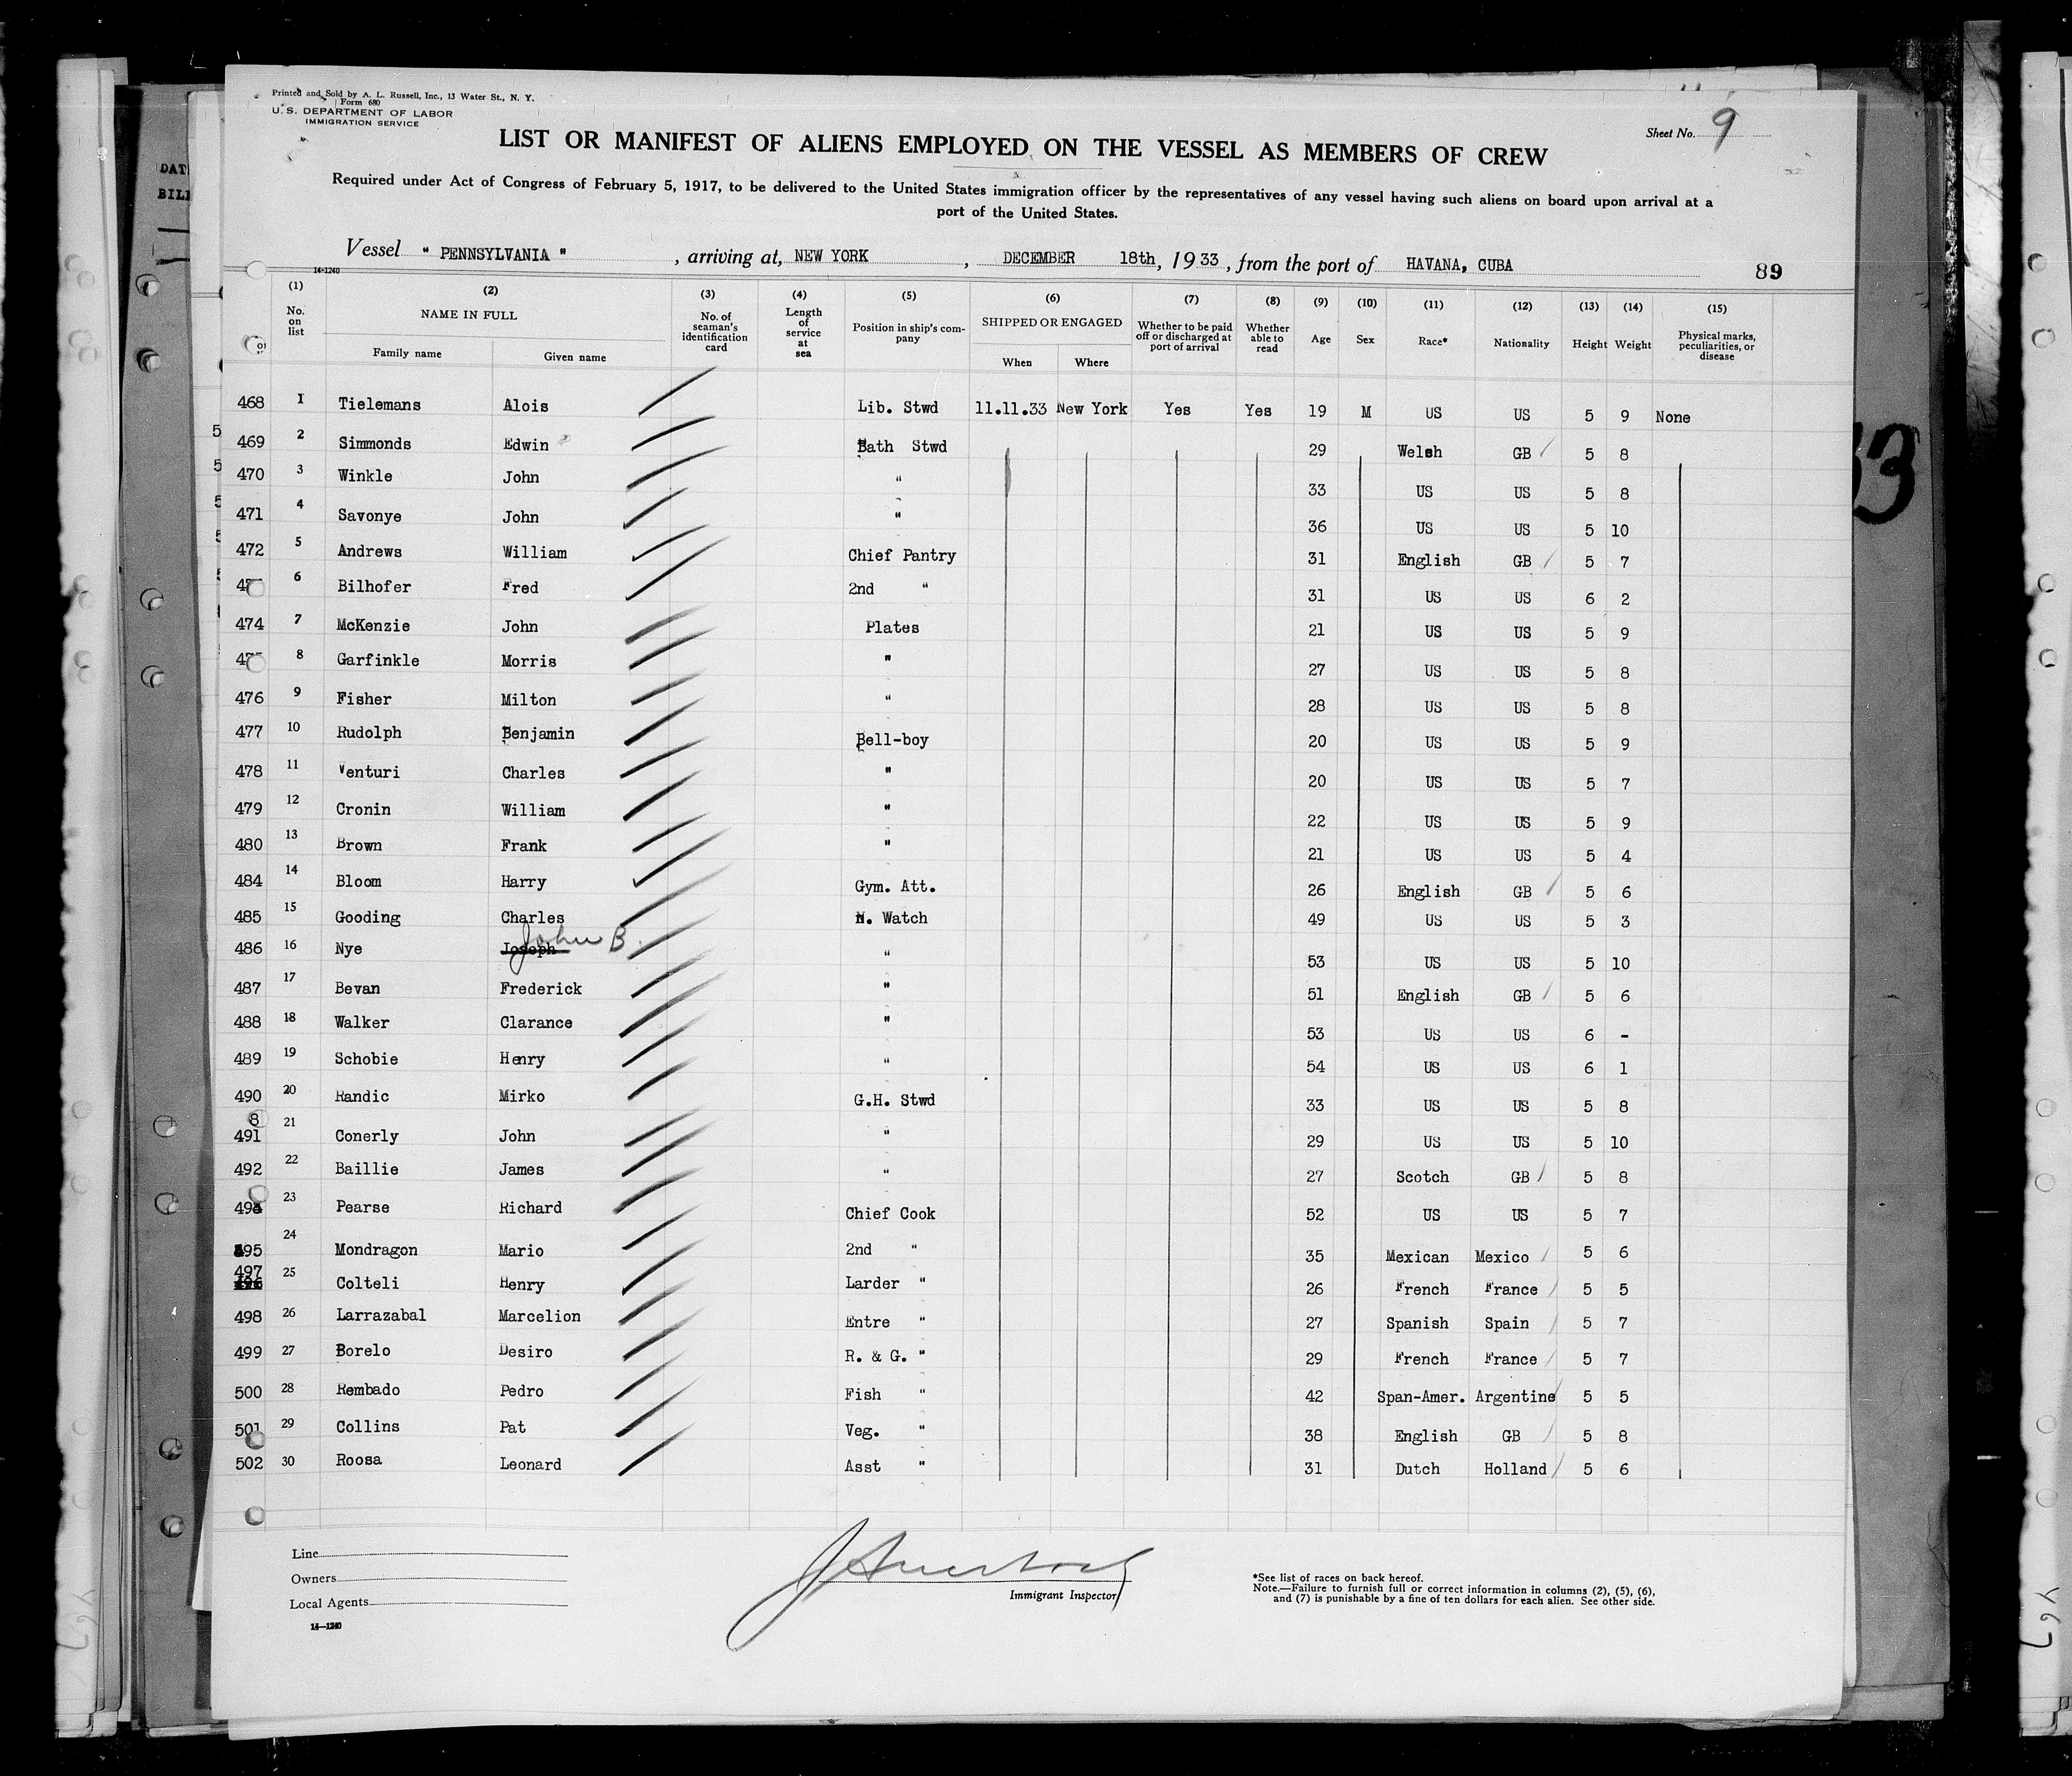 Printed and Sold by A. L. Russell, Inc., 13 Water St., N. Y.
Form 680
U. S. DEPARTMENT OF LABOR
IMMIGRATION SERVICE
Sheet No. 9
LIST OR MANIFEST OF ALIENS EMPLOYED ON THE VESSEL AS MEMBERS OF CREW
Required under Act of Congress of February 5, 1917, to be delivered to the United States immigration officer by the representatives of any vessel having such aliens on board upon arrival at a
port of the United States.
Vessel " PENNSYLVANIA " , arriving at, NEW YORK , DECEMBER 18th, 1933, from the port of HAVANA, CUBA
89
14-1240
(1) (2) (3) (4) (5) (6) (7) (8) (9) (10) (11) (12) (13) (14) (15)
No. on list NAME IN FULL Family name Given name No. of seaman's identification card Length of service at sea Position in ship's company SHIPPED OR ENGAGED When Where Whether to be paid off or discharged at port of arrival Whether able to read Age Sex Race* Nationality Height Weight Physical marks, peculiarities, or disease
468 1 Tielemans Alois Lib. Stwd 11.11.33 New York Yes Yes 19 M US US 5 9 None
469 2 Simmonds Edwin Bath Stwd 29 Welsh GB 5 8
470 3 Winkle John " 33 US US 5 8
471 4 Savonye John " 36 US US 5 10
472 5 Andrews William Chief Pantry 31 English GB 5 7
47 6 Bilhofer Fred 2nd " 31 US US 6 2
474 7 McKenzie John Plates 21 US US 5 9
47 8 Garfinkle Morris " 27 US US 5 8
476 9 Fisher Milton " 28 US US 5 8
477 10 Rudolph Benjamin Bell-boy 20 US US 5 9
478 11 Venturi Charles " 20 US US 5 7
479 12 Cronin William " 22 US US 5 9
480 13 Brown Frank " 21 US US 5 4
484 14 Bloom Harry Gym. Att. 26 English GB 5 6
485 15 Gooding Charles N. Watch 49 US US 5 3
486 16 Nye Joseph John B. " 53 US US 5 10
487 17 Bevan Frederick " 51 English GB 5 6
488 18 Walker Clarance " 53 US US 6 -
489 19 Schobie Henry " 54 US US 6 1
490 20 Randic Mirko G.H. Stwd 33 US US 5 8
8
491 21 Conerly John " 29 US US 5 10
492 22 Baillie James " 27 Scotch GB 5 8
494 23 Pearse Richard Chief Cook 52 US US 5 7
495 24 Mondragon Mario 2nd " 35 Mexican Mexico 5 6
497 25 Colteli Henry Larder " 26 French France 5 5
498 26 Larrazabal Marcelion Entre " 27 Spanish Spain 5 7
499 27 Borelo Desiro R. & G. " 29 French France 5 7
500 28 Rembado Pedro Fish " 42 Span-Amer. Argentine 5 5
501 29 Collins Pat Veg. " 38 English GB 5 8
502 30 Roosa Leonard Asst " 31 Dutch Holland 5 6
Line
Owners
Local Agents
14-1240
Immigrant Inspector
*See list of races on back hereof.
Note.—Failure to furnish full or correct information in columns (2), (5), (6),
and (7) is punishable by a fine of ten dollars for each alien. See other side.